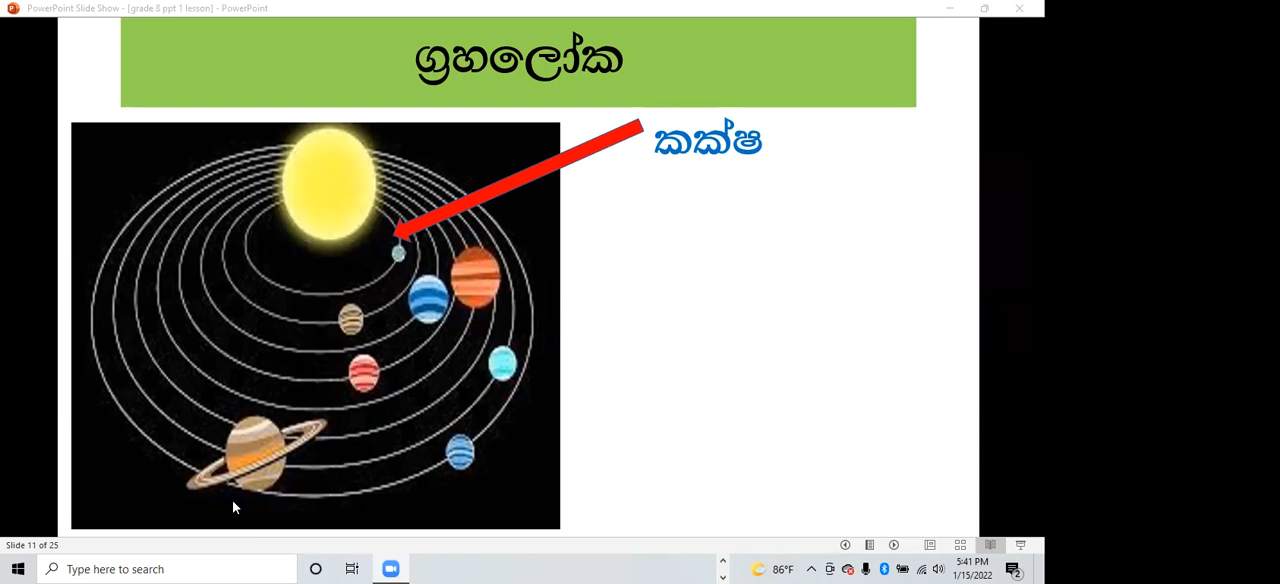 PowerPoint Slide Show - [grade 8 ppt 1 lesson] - PowerPoint
ග්‍රහලෝක
කක්ෂ
Slide 11 of 25
Type here to search
86°F
5:41 PM
1/15/2022
2